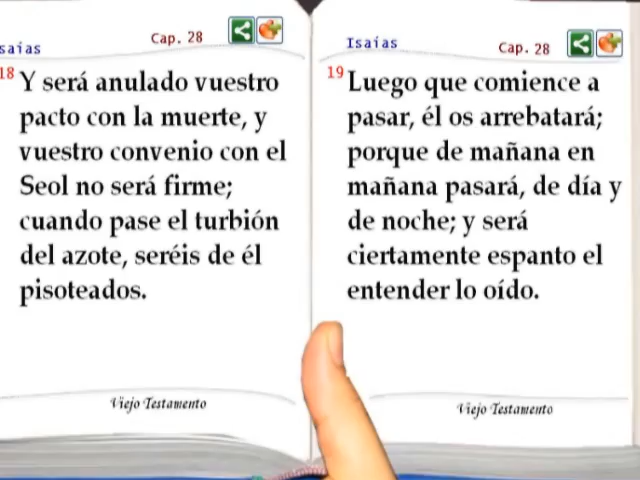 Isaías
Cap. 28
18 Y será anulado vuestro
pacto con la muerte, y
vuestro convenio con el
Seol no será firme;
cuando pase el turbión
del azote, seréis de él
pisoteados.
Viejo Testamento
Isaías
Cap. 28
19 Luego que comience a
pasar, él os arrebatará;
porque de mañana en
mañana pasará, de día y
de noche; y será
ciertamente espanto el
entender lo oído.
Viejo Testamento